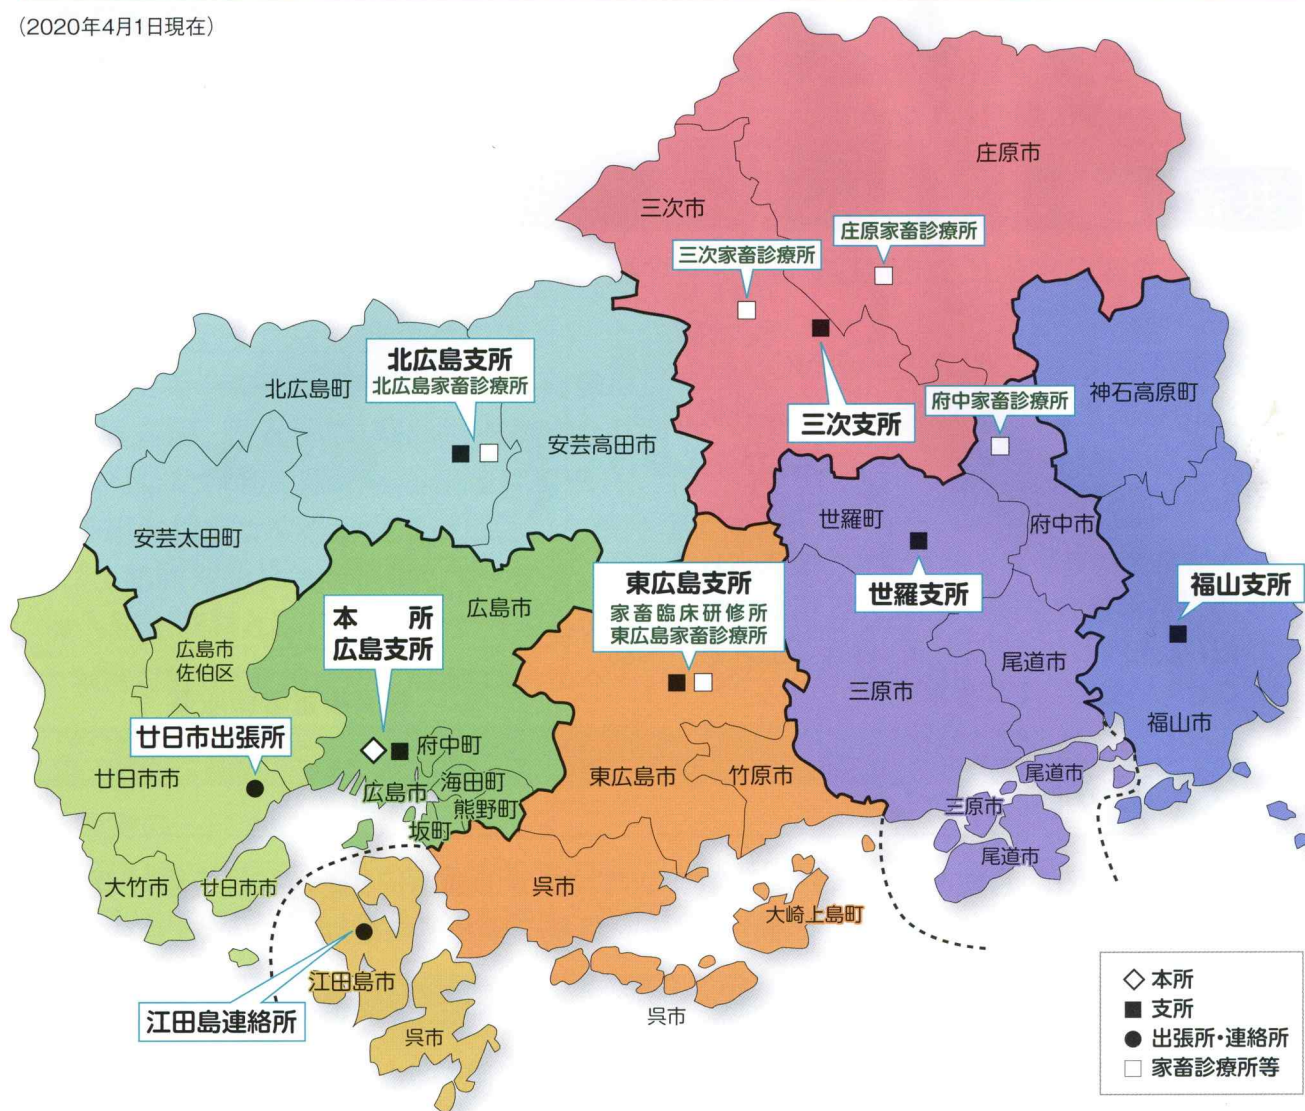 （2020年4月1日現在）
庄原市
三次市
庄原家畜診療所
三次家畜診療所
北広島支所
北広島家畜診療所
北広島町
三次支所
府中家畜診療所
神石高原町
安芸高田市
世羅町
府中市
安芸太田町
東広島支所
家畜臨床研修所
東広島家畜診療所
世羅支所
福山支所
本　所
広島支所
広島市
広島市
佐伯区
尾道市
三原市
福山市
廿日市出張所
府中町
廿日市市
広島市
海田町
熊野町
坂町
東広島市
竹原市
尾道市
三原市
尾道市
大竹市
廿日市市
呉市
大崎上島町
江田島市
江田島連絡所
呉市
呉市
◇ 本所
■ 支所
● 出張所・連絡所
□ 家畜診療所等